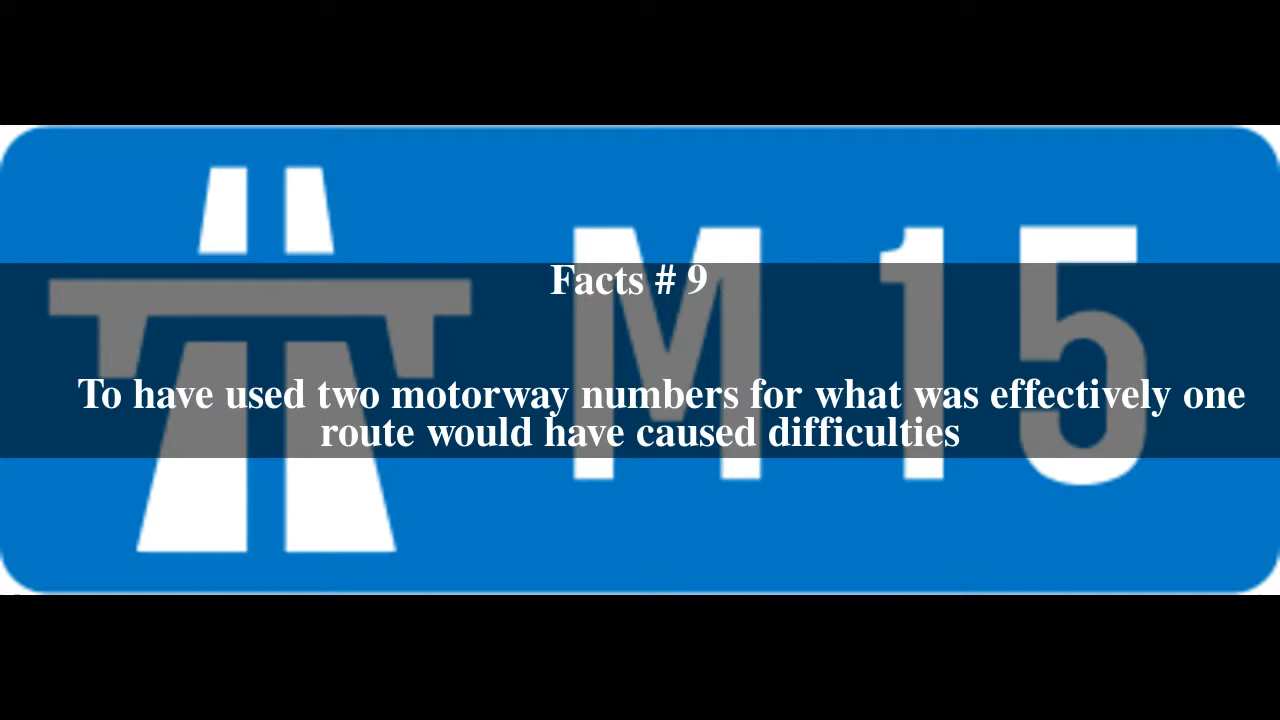 M 15
Facts # 9
To have used two motorway numbers for what was effectively one
route would have caused difficulties